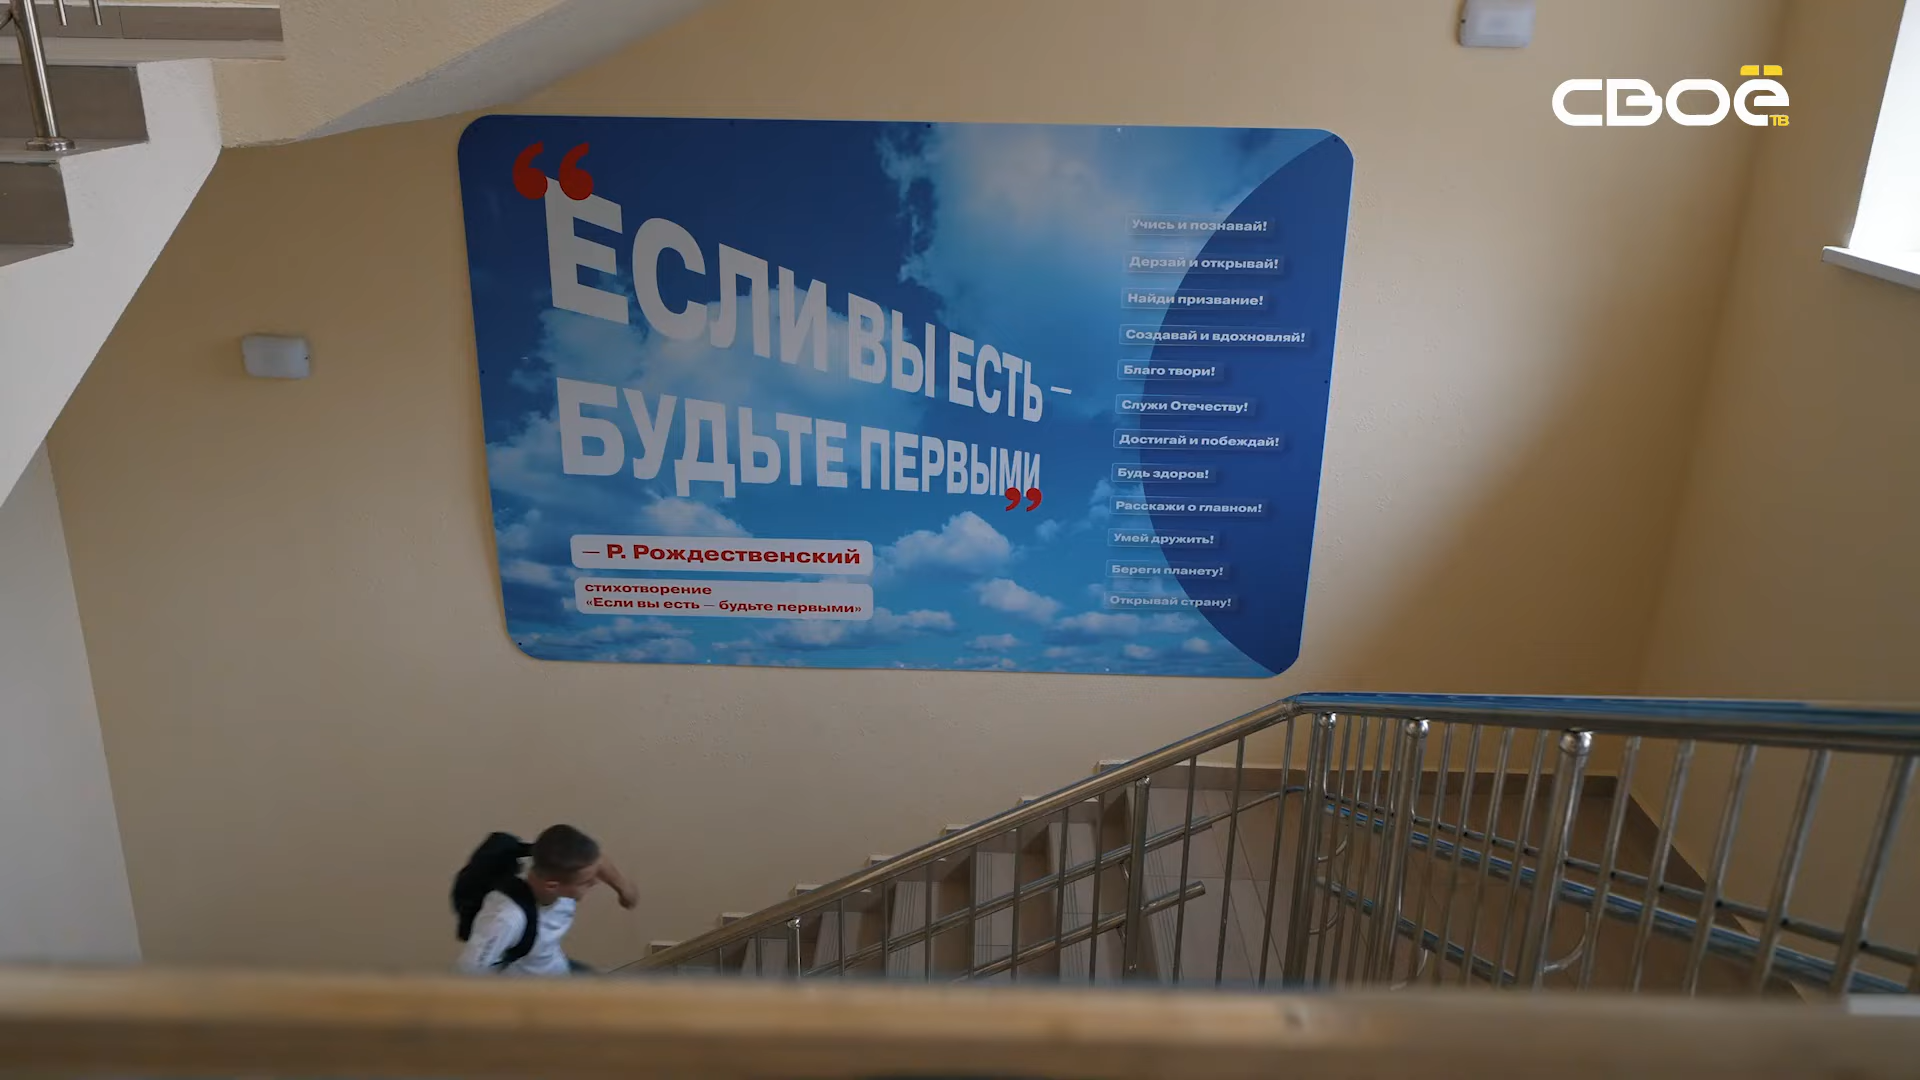 СВОЁ
ТВ
“ЕСЛИ ВЫ ЕСТЬ –
БУДЬТЕ ПЕРВЫМИ”
— Р. Рождественский
стихотворение
«Если вы есть — будьте первыми»
Учись и познавай!
Дерзай и открывай!
Найди призвание!
Создавай и вдохновляй!
Благо твори!
Служи Отечеству!
Достигай и побеждай!
Будь здоров!
Расскажи о главном!
Умей дружить!
Береги планету!
Открывай страну!